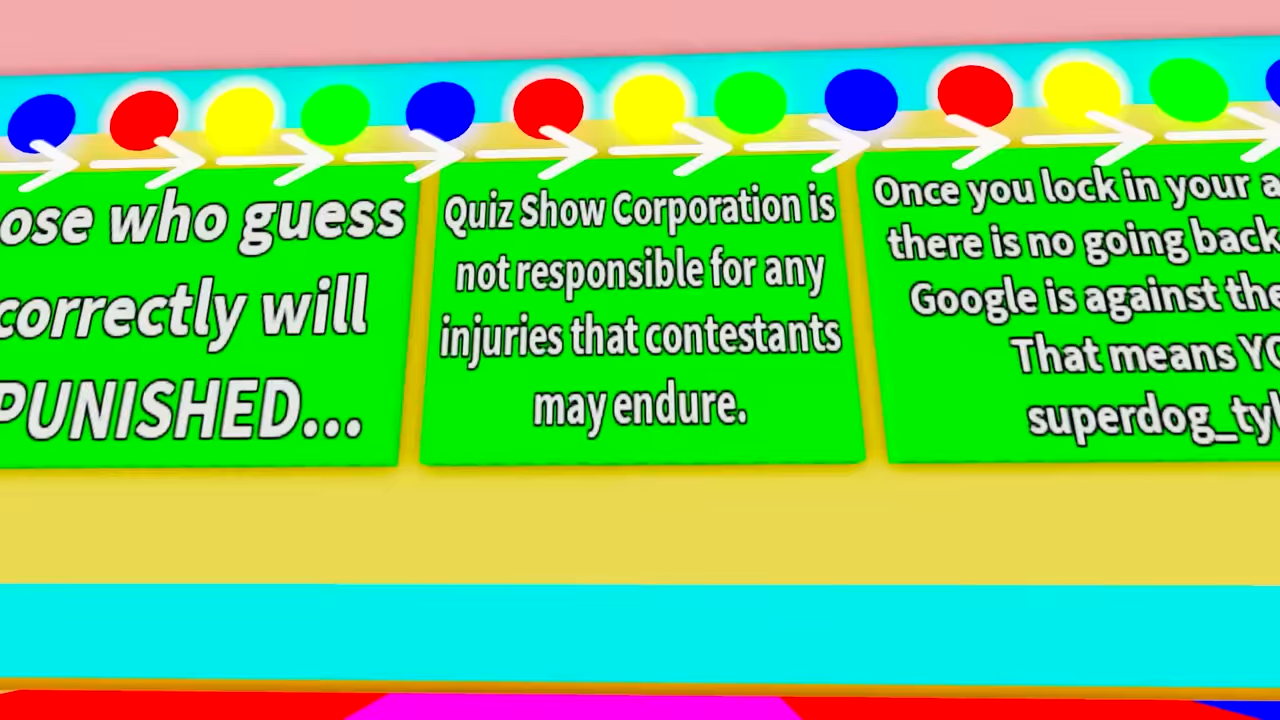 ose who guess
correctly will
PUNISHED...
Quiz Show Corporation is
not responsible for any
injuries that contestants
may endure.
Once you lock in your a
there is no going back
Google is against the
That means YO
superdog_tyl